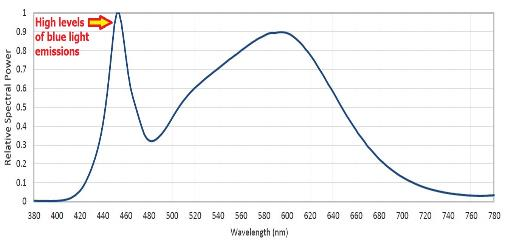 High levels
of blue light
emissions
Relative Spectral Power
1
0.9
0.8
0.7
0.6
0.5
0.4
0.3
0.2
0.1
0
380 400 420 440 460 480 500 520 540 560 580 600 620 640 660 680 700 720 740 760 780
Wavelength (nm)